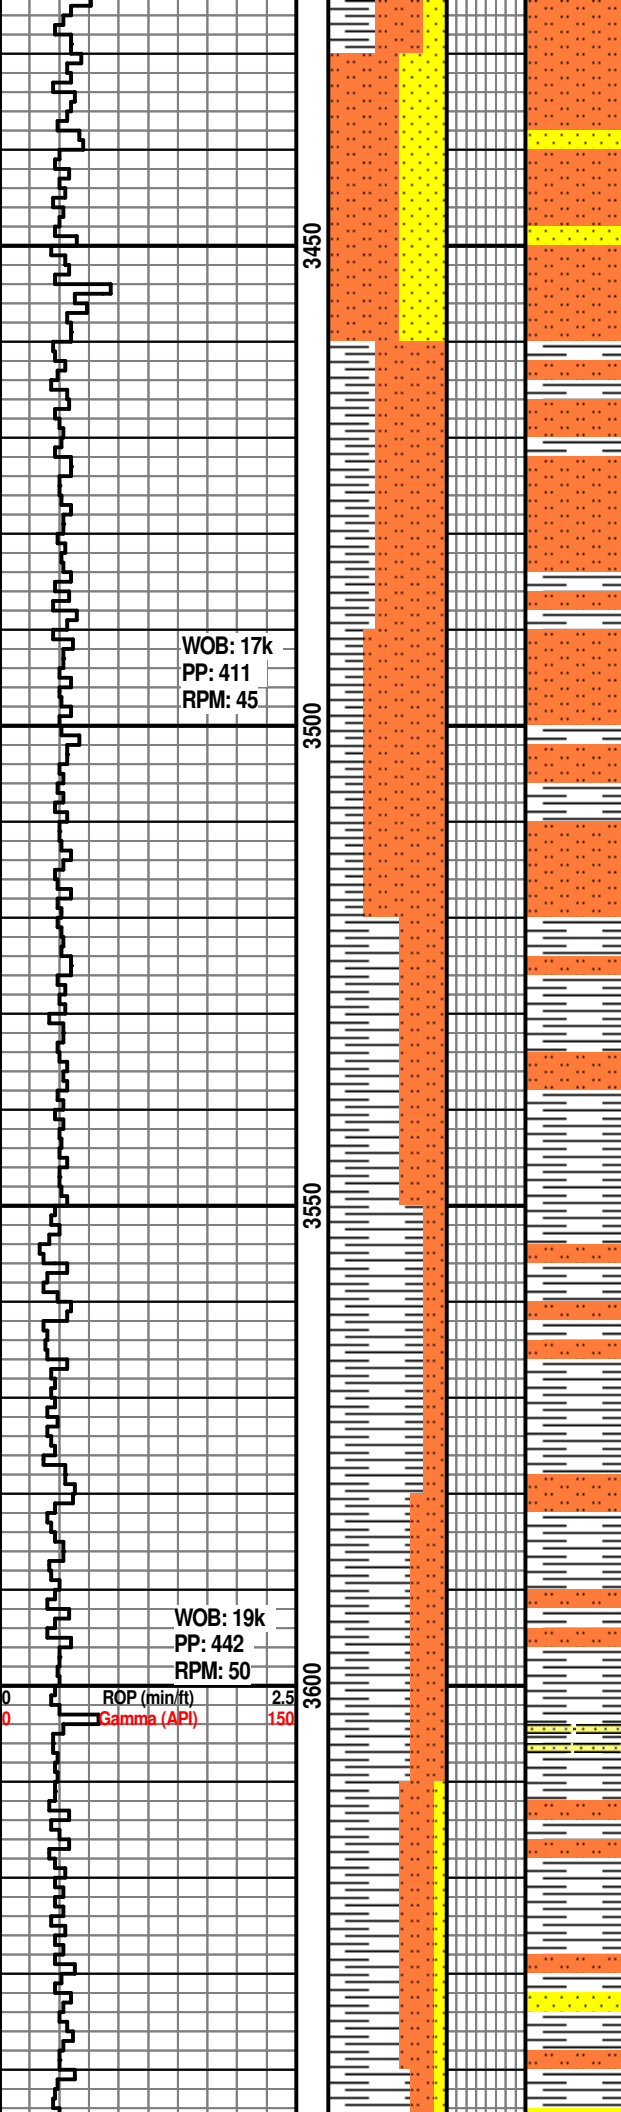 3450
WOB: 17k
PP: 411
RPM: 45
3500
3550
WOB: 19k
PP: 442
RPM: 50
3600
0 ROP (min/ft) 2.5
0 Gamma (API) 150